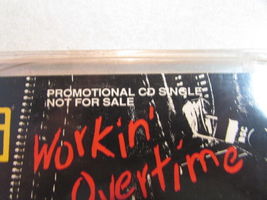 PROMOTIONAL CD SINGLE
NOT FOR SALE
Workin'
Overtime